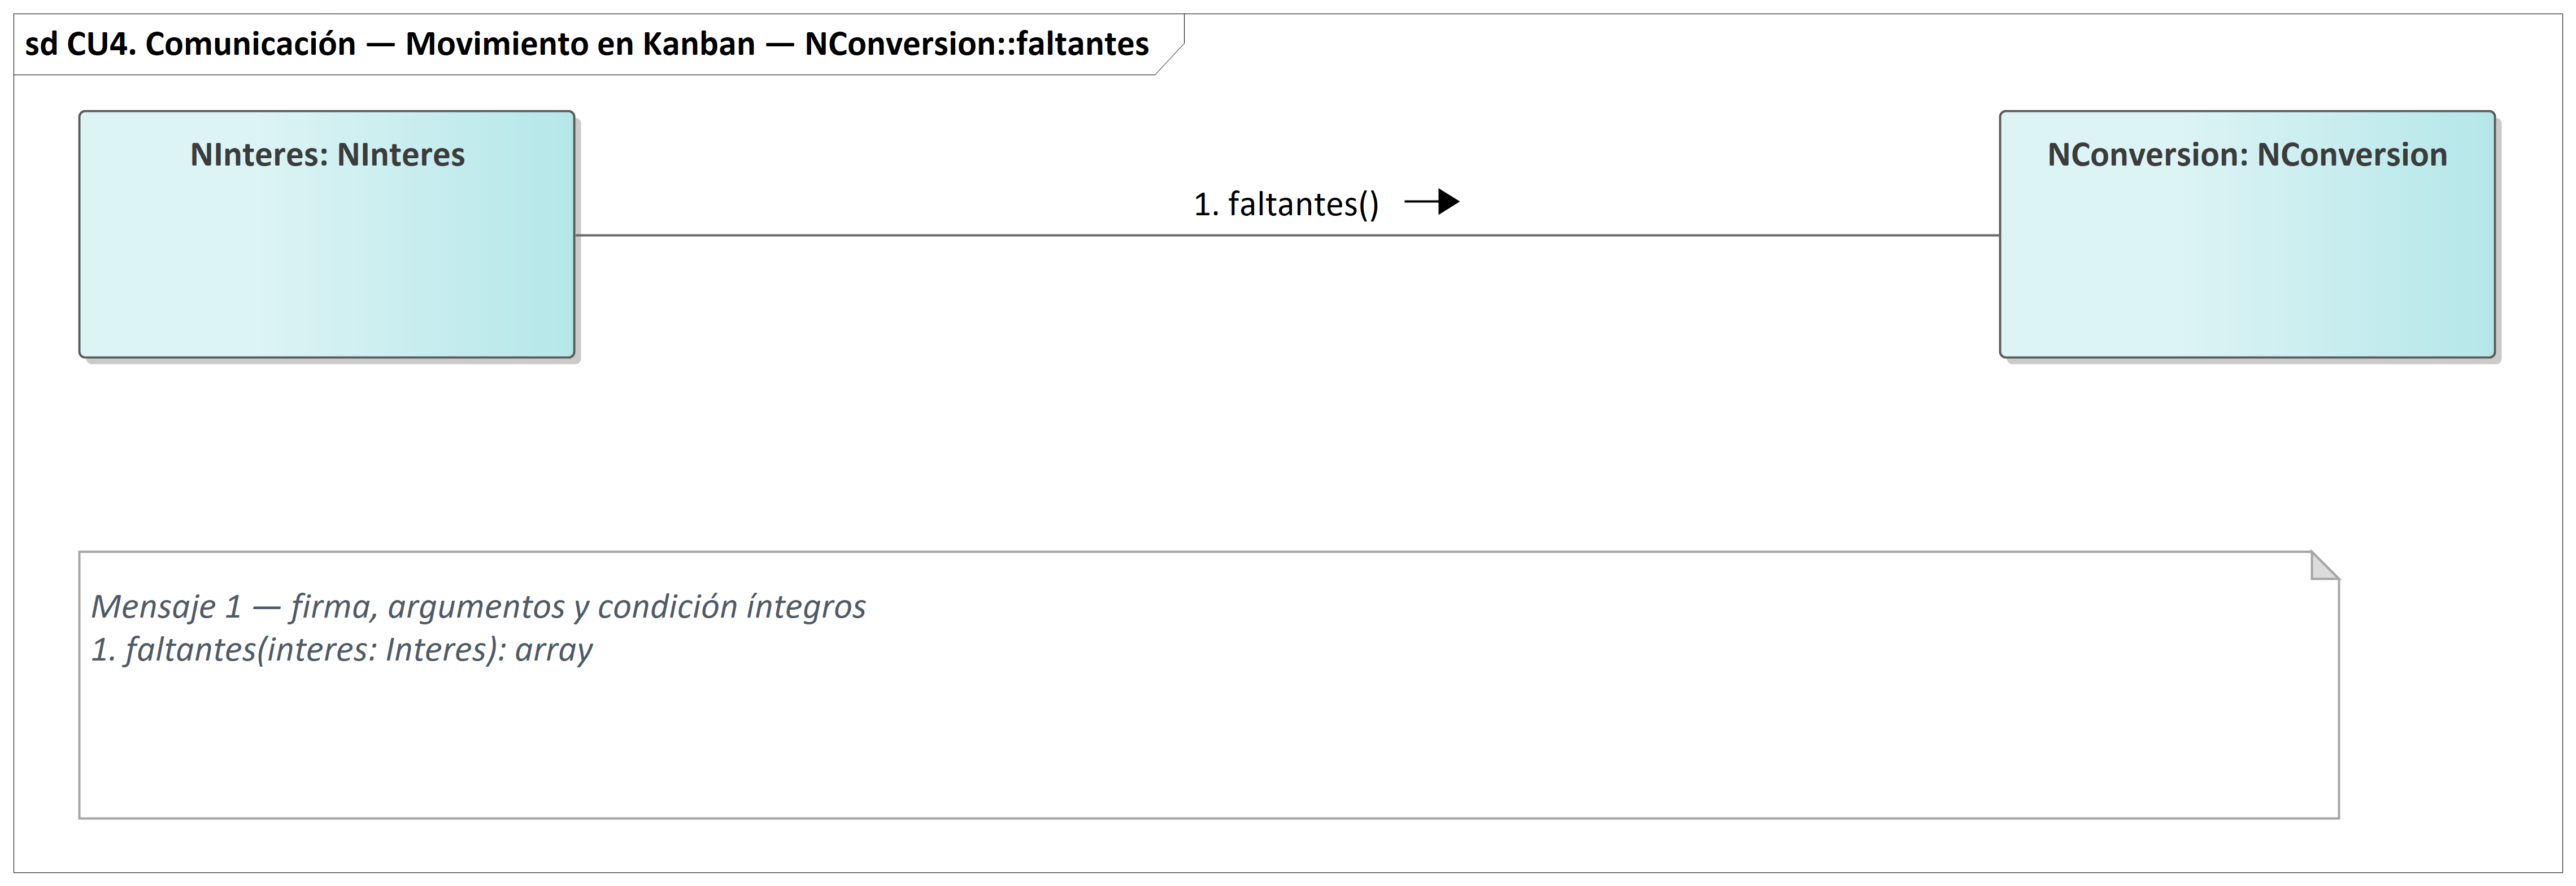 sd CU4. Comunicación — Movimiento en Kanban — NConversion::faltantes
NInteres: NInteres
NConversion: NConversion
1. faltantes()
Mensaje 1 — firma, argumentos y condición íntegros
1. faltantes(interes: Interes): array